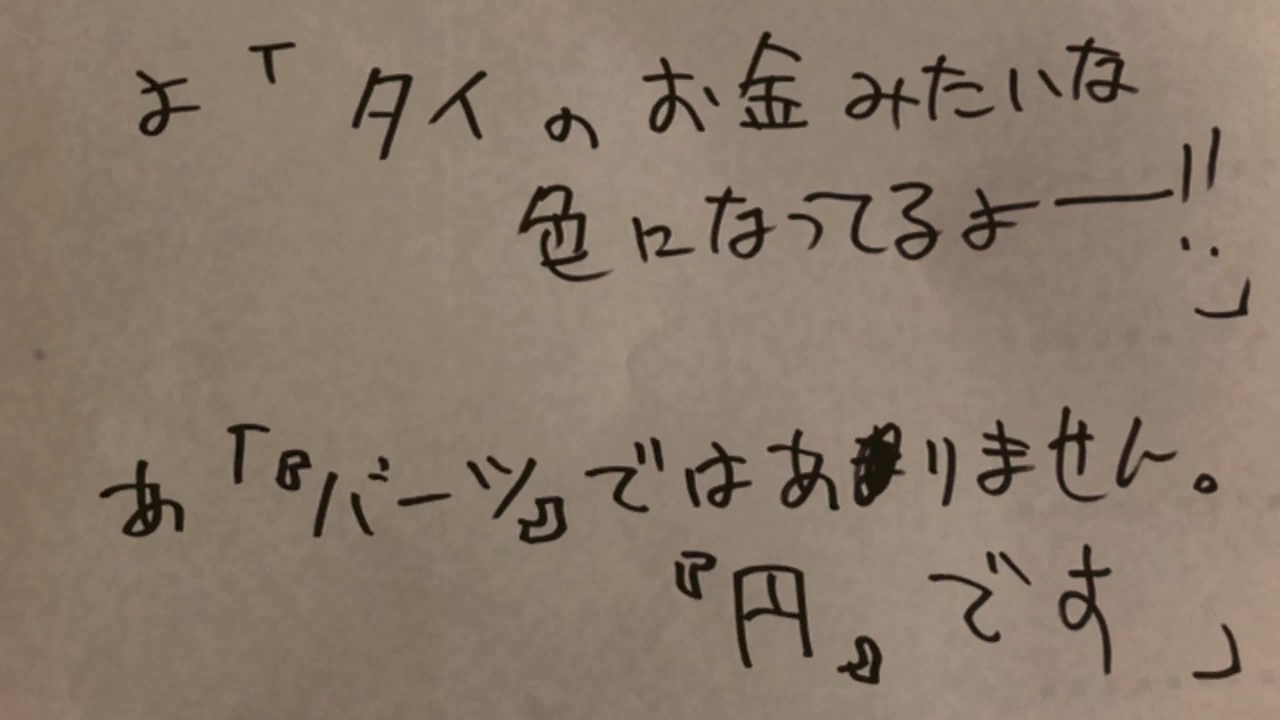 よ「タイのお金みたいな
色になってるよー!!」
あ「『バーツ』ではありません。
『円』です」